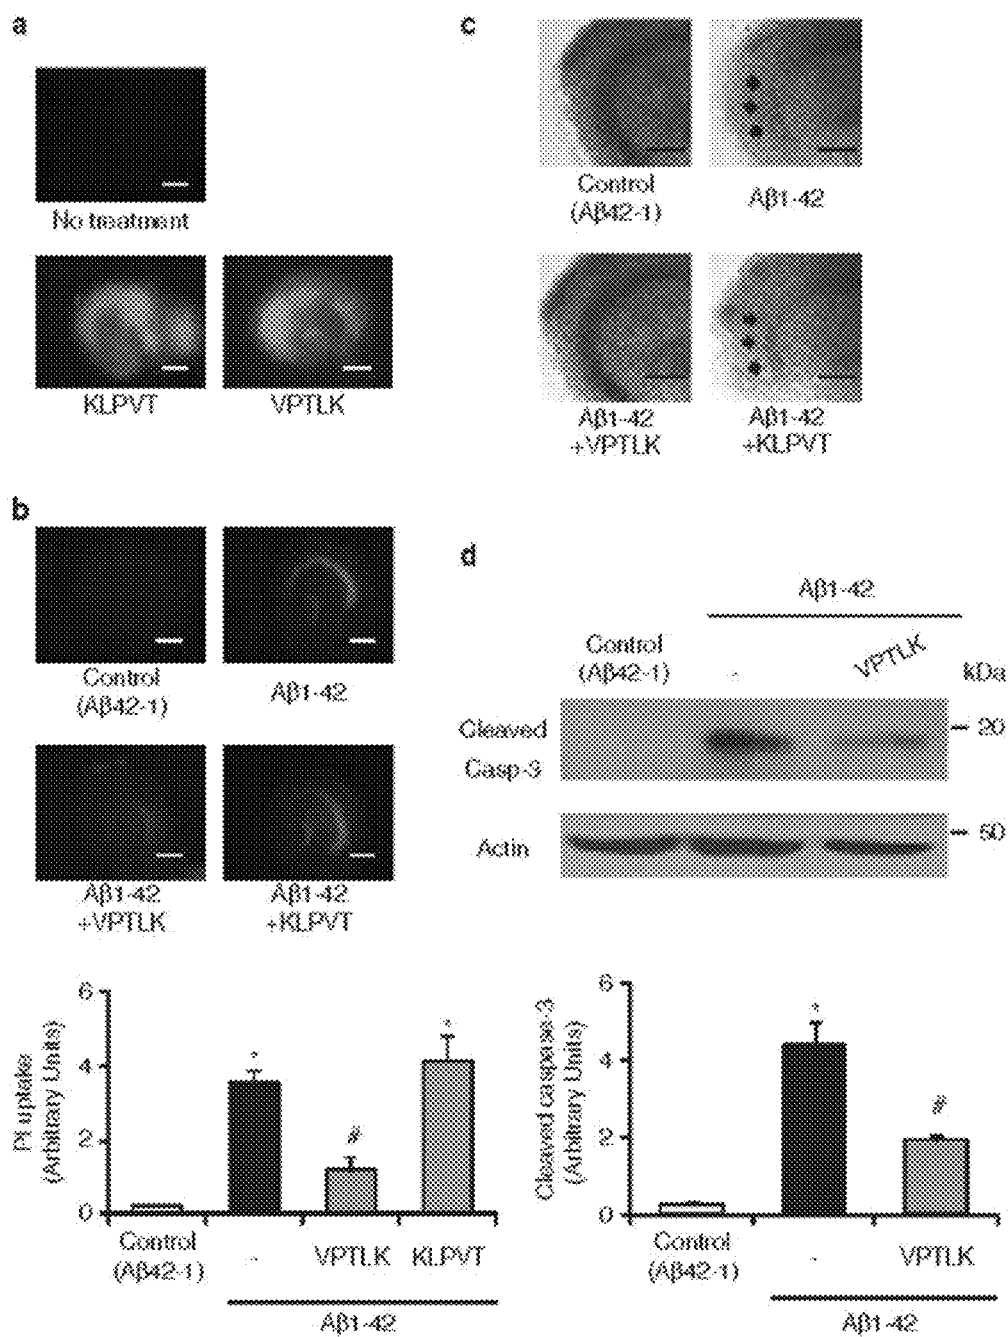 a
No treatment
KLPVT VPTLK
b
Control
(Aβ42-1)
Aβ1-42
Aβ1-42
+VPTLK
Aβ1-42
+KLPVT
6
4
2
0
PI uptake
(Arbitrary Units)
*
#
*
Control
(Aβ42-1)
-
VPTLK
KLPVT
Aβ1-42
c
Control
(Aβ42-1)
Aβ1-42
Aβ1-42
+VPTLK
Aβ1-42
+KLPVT
d
Aβ1-42
Control
(Aβ42-1)
-
VPTLK
kDa
Cleaved
Casp-3
20
Actin
50
6
4
2
0
Cleaved caspase-3
(Arbitrary Units)
*
#
Control
(Aβ42-1)
-
VPTLK
Aβ1-42